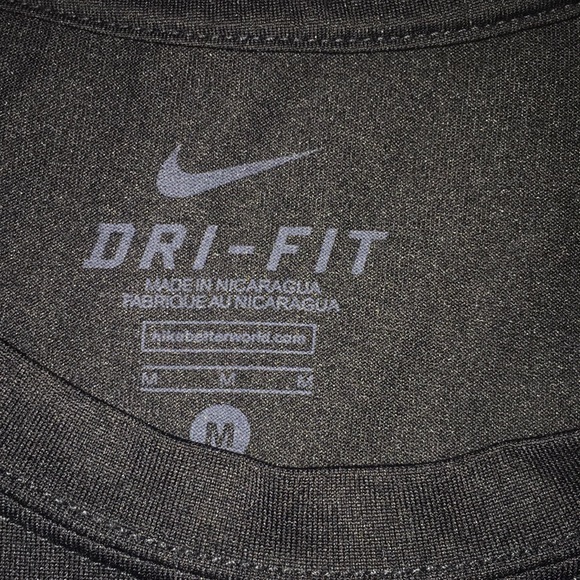 DRI-FIT
MADE IN NICARAGUA
FABRIQUE AU NICARAGUA
nikebetterworld.com
M M M
M